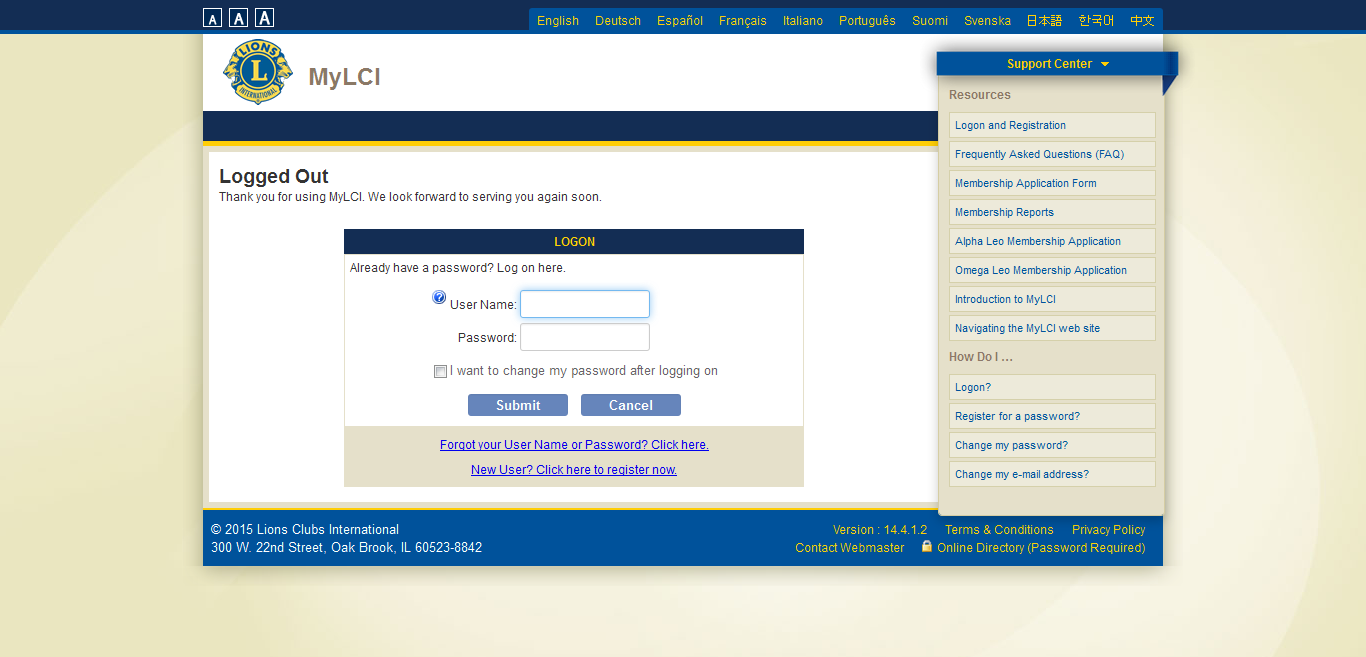 A A A
English Deutsch Español Français Italiano Português Suomi Svenska 日本語 한국어 中文
LIONS
L
INTERNATIONAL
MyLCI
Support Center
Resources
Logon and Registration
Frequently Asked Questions (FAQ)
Membership Application Form
Membership Reports
Alpha Leo Membership Application
Omega Leo Membership Application
Introduction to MyLCI
Navigating the MyLCI web site
How Do I ...
Logon?
Register for a password?
Change my password?
Change my e-mail address?
Logged Out
Thank you for using MyLCI. We look forward to serving you again soon.
LOGON
Already have a password? Log on here.
? User Name:
Password:
I want to change my password after logging on
Submit Cancel
Forgot your User Name or Password? Click here.
New User? Click here to register now.
© 2015 Lions Clubs International
300 W. 22nd Street, Oak Brook, IL 60523-8842
Version : 14.4.1.2 Terms & Conditions Privacy Policy
Contact Webmaster Online Directory (Password Required)